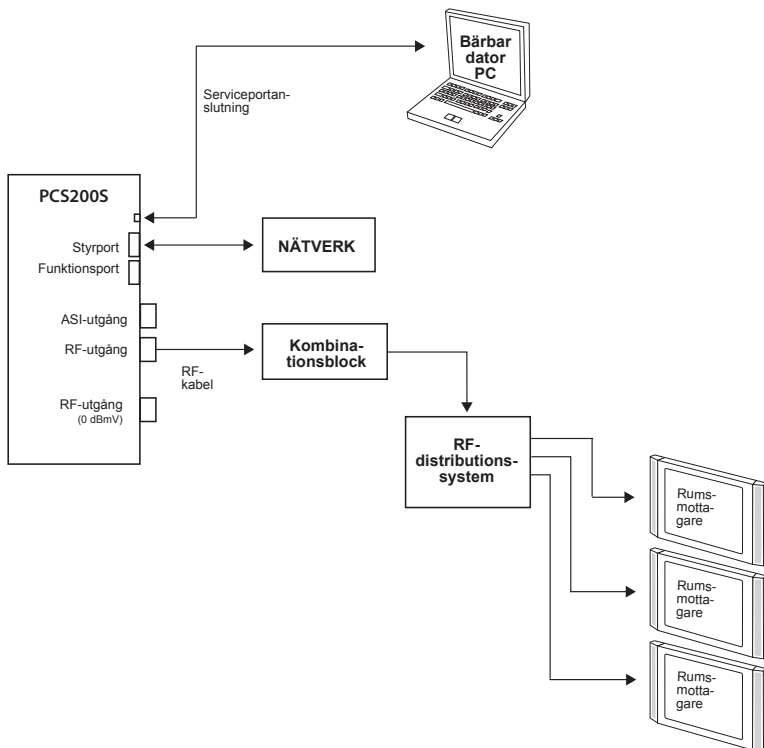 Bärbar
dator
PC
Serviceportan-
slutning
PCS200S
Styrport
NÄTVERK
Funktionsport
ASI-utgång
RF-utgång
RF-
kabel
Kombina-
tionsblock
RF-utgång
(0 dBmV)
RF-
distributions-
system
Rums-
motta-
gare
Rums-
motta-
gare
Rums-
motta-
gare